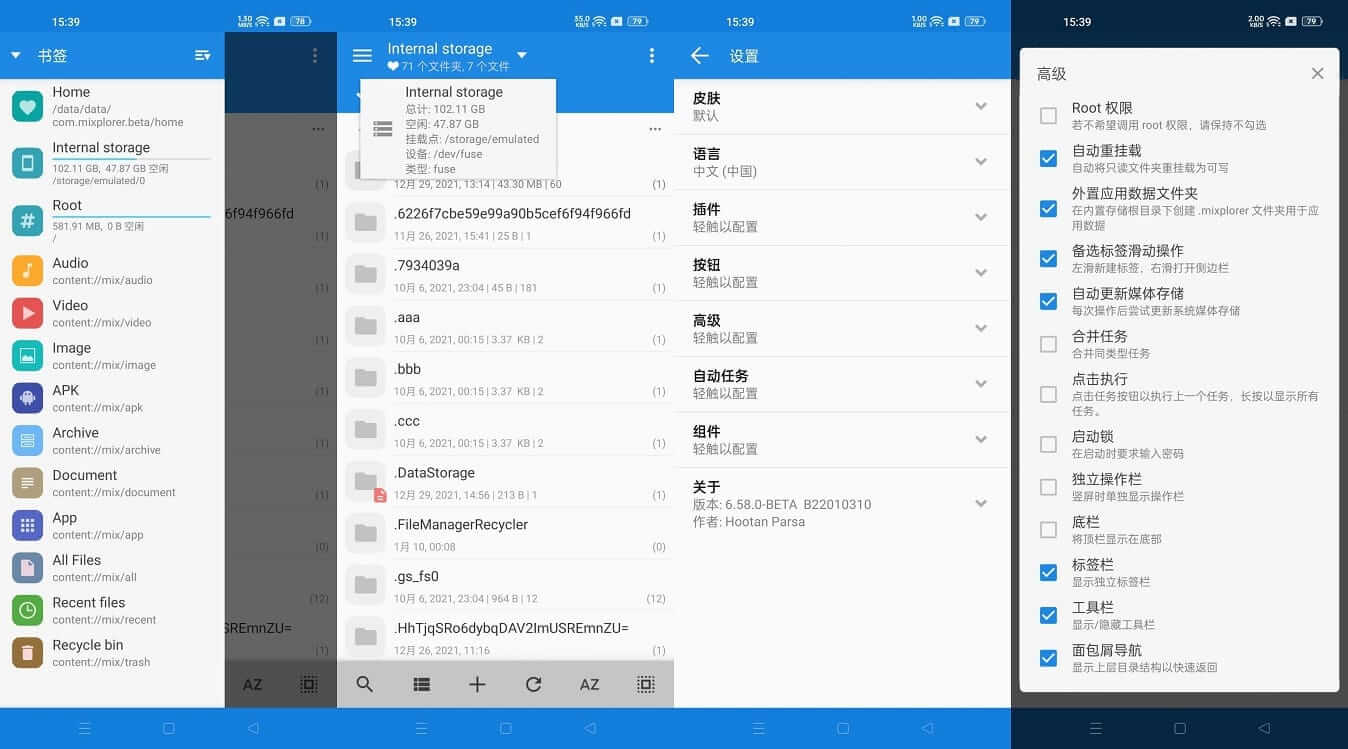 15:39
1.30 MB/S
78
书签
Home
/data/data/
com.mixplorer.beta/home
Internal storage
102.11 GB, 47.87 GB 空闲
/storage/emulated/0
Root
581.91 MB, 0 B 空闲
/
Audio
content://mix/audio
Video
content://mix/video
Image
content://mix/image
APK
content://mix/apk
Archive
content://mix/archive
Document
content://mix/document
App
content://mix/app
All Files
content://mix/all
Recent files
content://mix/recent
Recycle bin
content://mix/trash
(1)
6f94f966fd
(1)
(1)
(1)
(1)
(1)
(1)
(0)
(12)
SREmnZU=
(1)
AZ
15:39
35.0 KB/S
79
Internal storage
71 个文件夹, 7 个文件
Internal storage
总计: 102.11 GB
空闲: 47.87 GB
挂载点: /storage/emulated
设备: /dev/fuse
类型: fuse
12月 29, 2021, 13:14 | 43.30 MB | 60
(1)
.6226f7cbe59e99a90b5cef6f94f966fd
11月 26, 2021, 15:41 | 25 B | 1
(1)
.7934039a
10月 6, 2021, 23:04 | 45 B | 181
(1)
.aaa
10月 6, 2021, 00:15 | 3.37 KB | 2
(1)
.bbb
10月 6, 2021, 00:15 | 3.37 KB | 2
(1)
.ccc
10月 6, 2021, 00:15 | 3.37 KB | 2
(1)
.DataStorage
12月 29, 2021, 14:56 | 213 B | 1
(1)
.FileManagerRecycler
1月 10, 00:08
(0)
.gs_fs0
10月 6, 2021, 23:04 | 964 B | 12
(12)
.HhTjqSRo6dybqDAV2ImUSREmnZU=
12月 26, 2021, 11:16
(1)
AZ
15:39
1.00 KB/S
79
设置
皮肤
默认
语言
中文 (中国)
插件
轻触以配置
按钮
轻触以配置
高级
轻触以配置
自动任务
轻触以配置
组件
轻触以配置
关于
版本: 6.58.0-BETA B22010310
作者: Hootan Parsa
15:39
2.00 KB/S
79
高级
Root 权限
若不希望调用 root 权限，请保持不勾选
自动重挂载
自动将只读文件夹重挂载为可写
外置应用数据文件夹
在内置存储根目录下创建 .mixplorer 文件夹用于应
用数据
备选标签滑动操作
左滑新建标签，右滑打开侧边栏
自动更新媒体存储
每次操作后尝试更新系统媒体存储
合并任务
合并同类型任务
点击执行
点击任务按钮以执行上一个任务，长按以显示所有
任务。
启动锁
在启动时要求输入密码
独立操作栏
竖屏时单独显示操作栏
底栏
将顶栏显示在底部
标签栏
显示独立标签栏
工具栏
显示/隐藏工具栏
面包屑导航
显示上层目录结构以快速返回